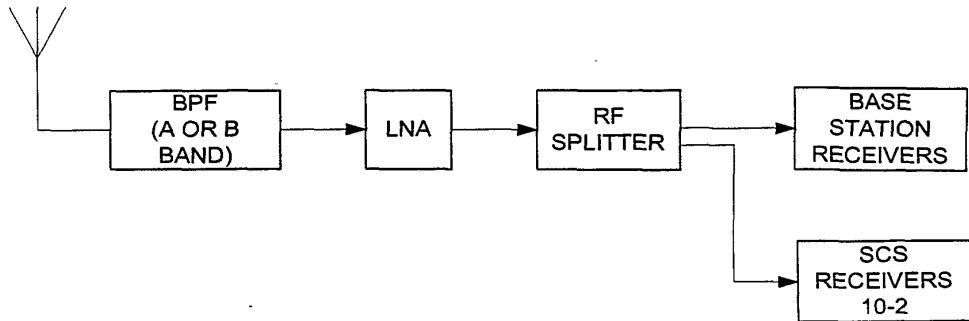 BPF
(A OR B
BAND)
LNA
RF
SPLITTER
BASE
STATION
RECEIVERS
SCS
RECEIVERS
10-2